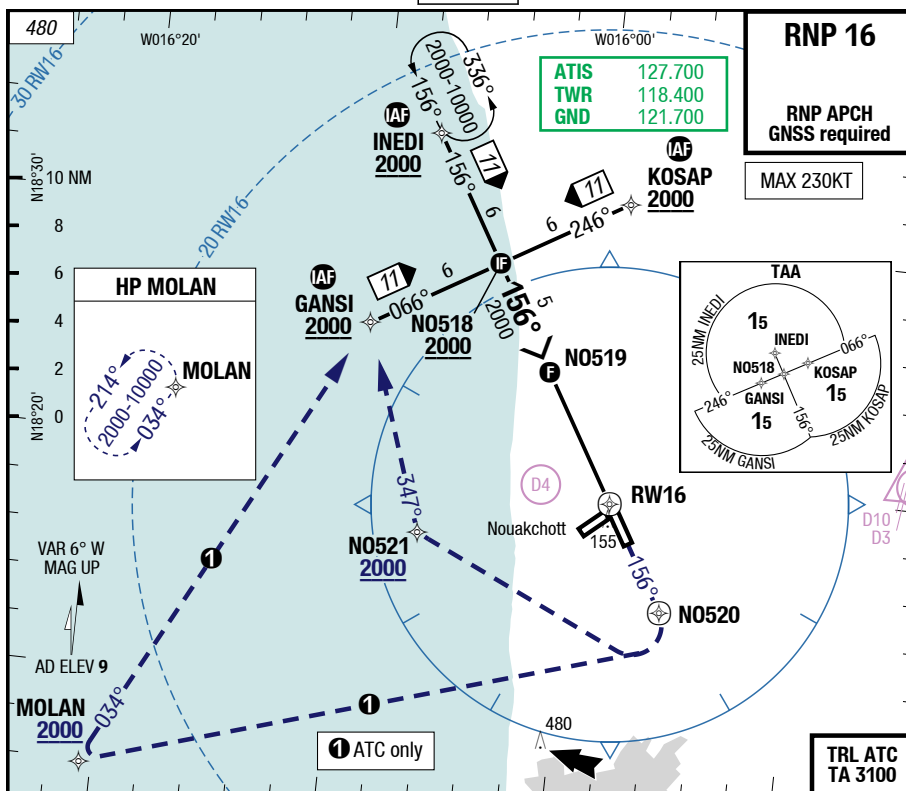 480
W016°20'
W016°00'
RNP 16
RNP APCH
GNSS required
ATIS 127.700
TWR 118.400
GND 121.700
MAX 230KT
30 RW16
20 RW16
336°
2000-10000
156°
IAF
INEDI
2000
156°
11
6
IAF
KOSAP
2000
11
246°
6
N18°30'
10 NM
8
6
4
2
0
N18°20'
IF
IAF
GANSI
2000
11
6
066°
N0518
2000
5
156°
2000
F
N0519
HP MOLAN
214°
2000-10000
034°
MOLAN
TAA
25NM INEDI
15
INEDI
066°
N0518
KOSAP
246°
GANSI
15
15
156°
25NM GANSI
25NM KOSAP
D4
RW16
Nouakchott
155
D10
D3
347°
N0521
2000
1
156°
N0520
VAR 6° W
MAG UP
AD ELEV 9
MOLAN
2000
034°
1
1 ATC only
480
TRL ATC
TA 3100